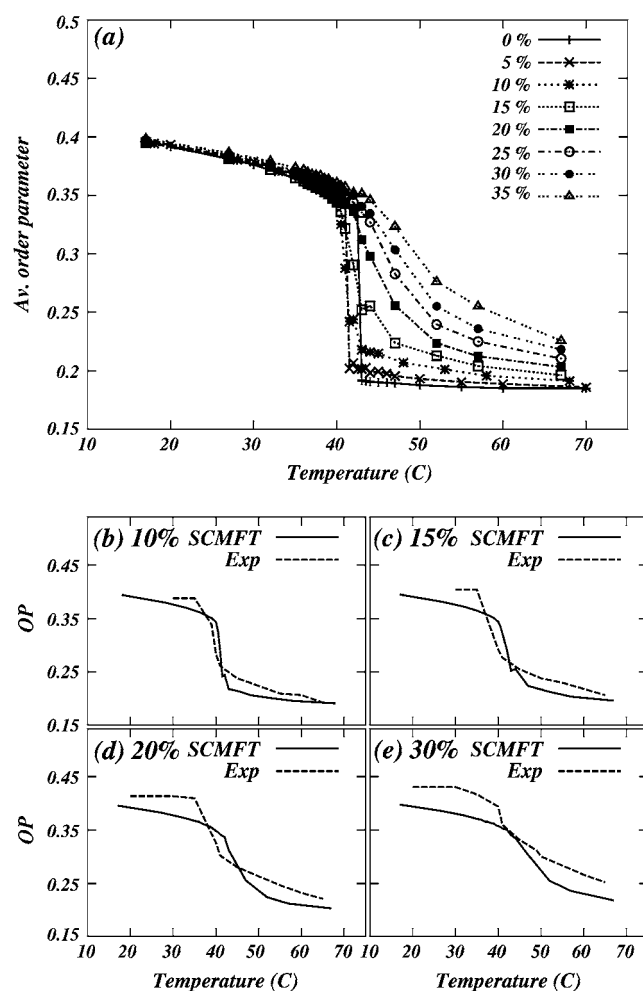 (a)
0 %
5 %
10 %
15 %
20 %
25 %
30 %
35 %
Av. order parameter
0.5
0.45
0.4
0.35
0.3
0.25
0.2
0.15
10 20 30 40 50 60 70 80
Temperature (C)
(b) 10% SCMFT
Exp
(c) 15% SCMFT
Exp
OP
0.45
0.35
0.25
0.15
(d) 20% SCMFT
Exp
(e) 30% SCMFT
Exp
OP
0.45
0.35
0.25
0.15
10 20 30 40 50 60 70 10 20 30 40 50 60 70
Temperature (C) Temperature (C)